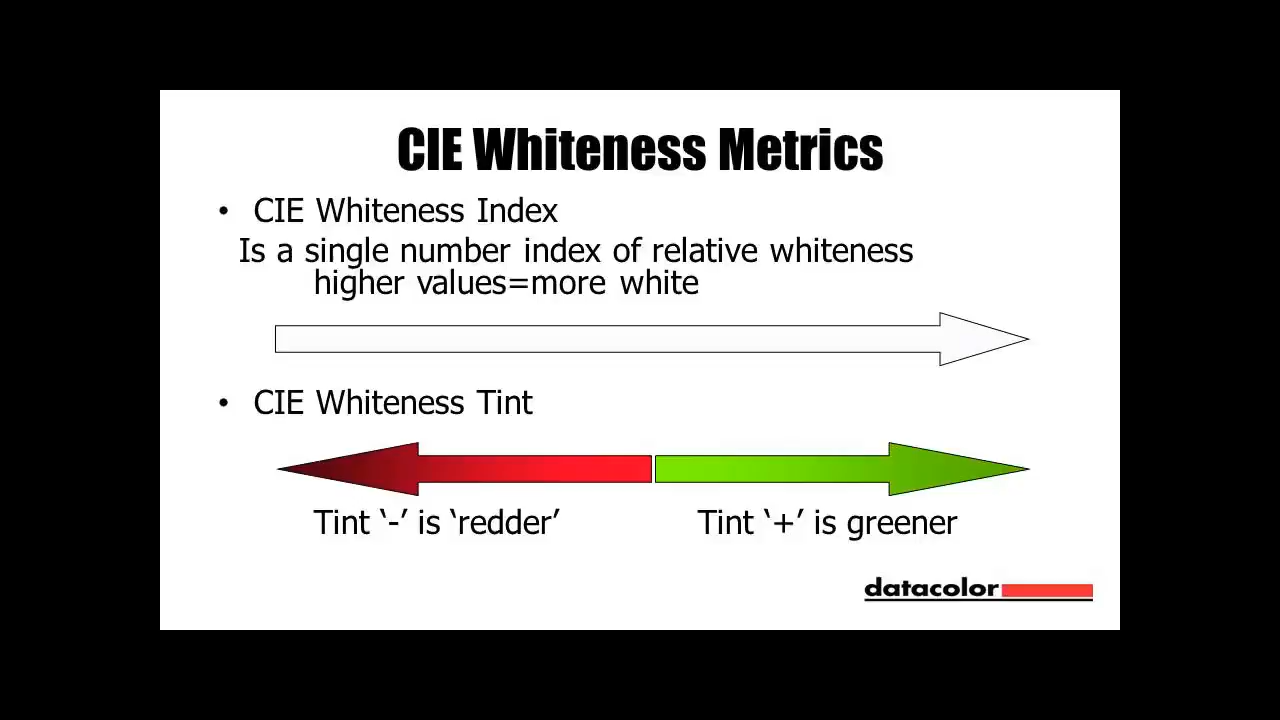 CIE Whiteness Metrics
• CIE Whiteness Index
Is a single number index of relative whiteness
higher values=more white
• CIE Whiteness Tint
Tint ‘-’ is ‘redder’
Tint ‘+’ is greener
datacolor